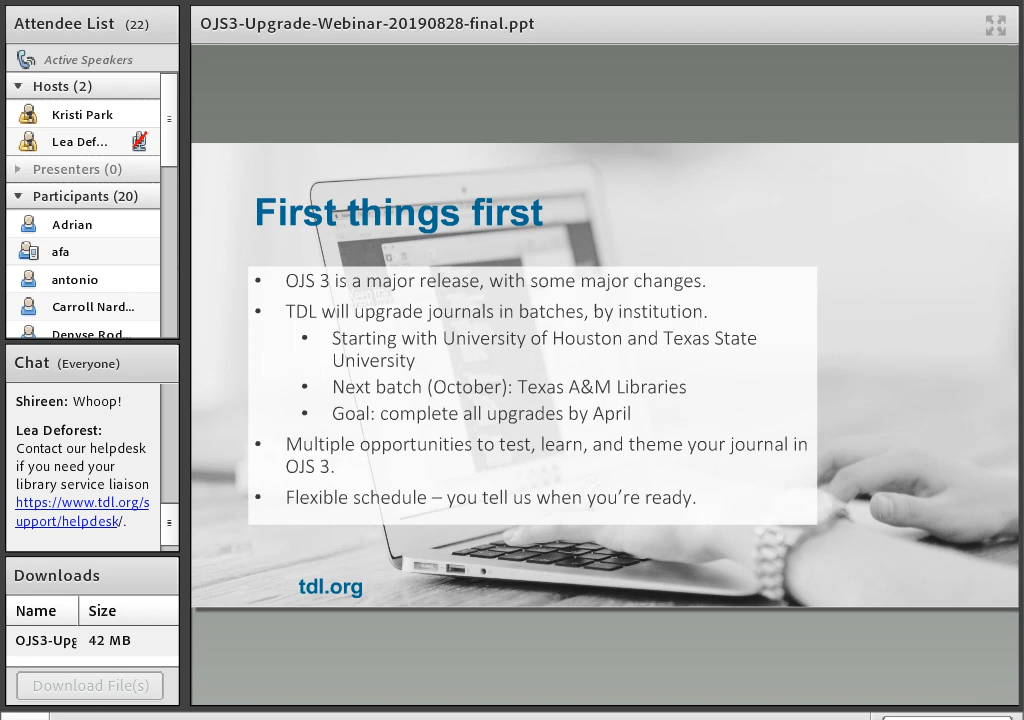 Attendee List (22)
Active Speakers
Hosts (2)
Kristi Park
Lea Def...
Presenters (0)
Participants (20)
Adrian
afa
antonio
Carroll Nard...
Denyse Rod...
Chat (Everyone)
Shireen: Whoop!
Lea Deforest:
Contact our helpdesk
if you need your
library service liaison
https://www.tdl.org/s
upport/helpdesk/.
Downloads
Name Size
OJS3-Upg 42 MB
Download File(s)
OJS3-Upgrade-Webinar-20190828-final.ppt
First things first
• OJS 3 is a major release, with some major changes.
• TDL will upgrade journals in batches, by institution.
• Starting with University of Houston and Texas State
University
• Next batch (October): Texas A&M Libraries
• Goal: complete all upgrades by April
• Multiple opportunities to test, learn, and theme your journal in
OJS 3.
• Flexible schedule – you tell us when you’re ready.
tdl.org